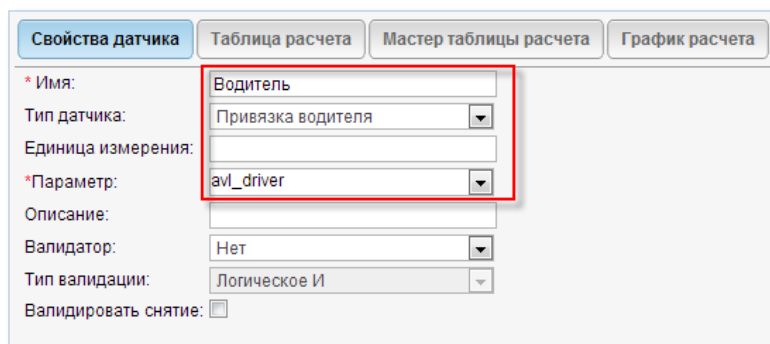 Свойства датчика Таблица расчета Мастер таблицы расчета График расчета
* Имя: Водитель
Тип датчика: Привязка водителя
Единица измерения:
*Параметр: avl_driver
Описание:
Валидатор: Нет
Тип валидации: Логическое И
Валидировать снятие: